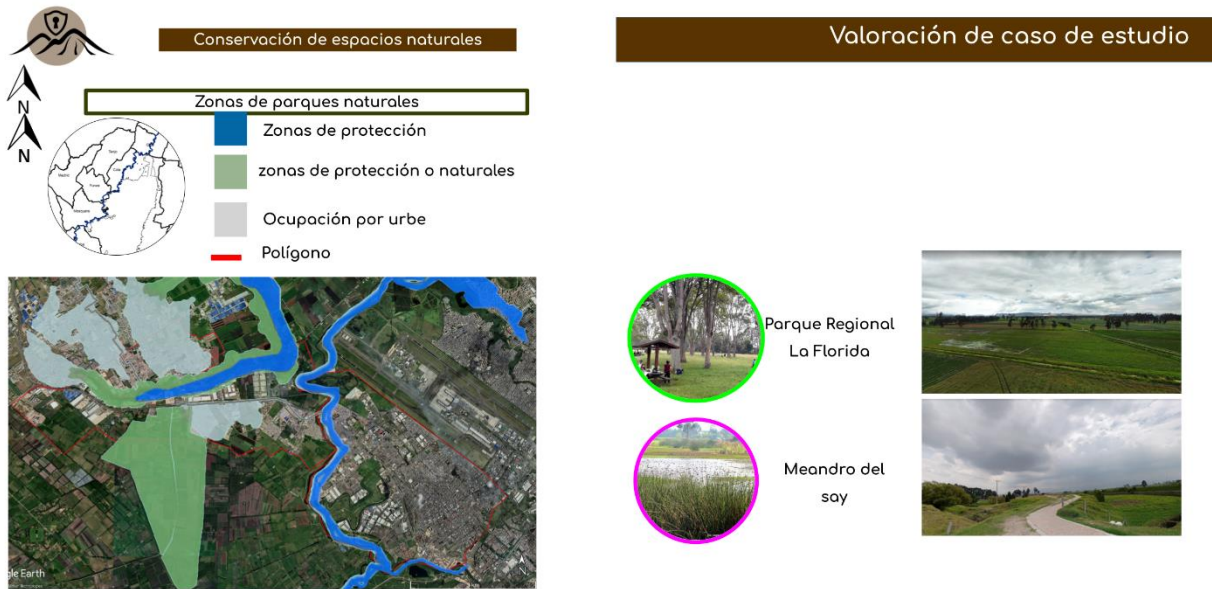 Conservación de espacios naturales
N
N
Zonas de parques naturales
Zonas de protección
zonas de protección o naturales
Ocupación por urbe
Polígono
gle Earth
N
Valoración de caso de estudio
Parque Regional
La Florida
Meandro del
say